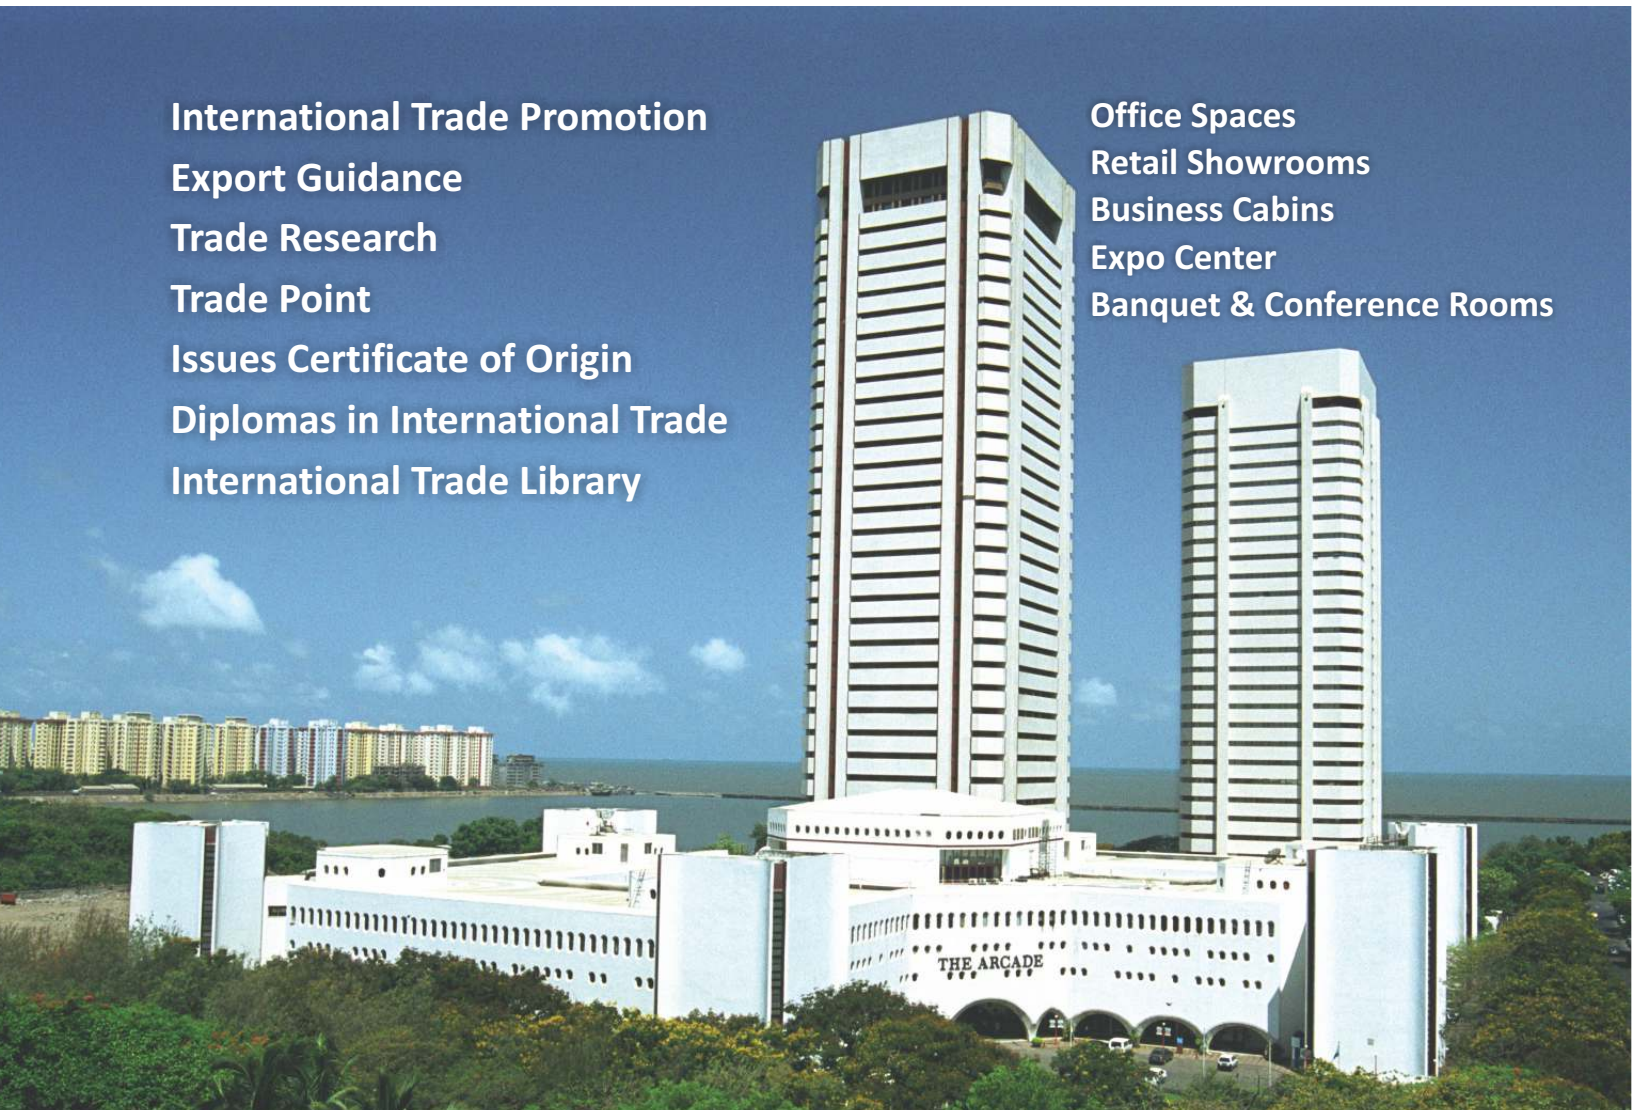 International Trade Promotion
Export Guidance
Trade Research
Trade Point
Issues Certificate of Origin
Diplomas in International Trade
International Trade Library
Office Spaces
Retail Showrooms
Business Cabins
Expo Center
Banquet & Conference Rooms
THE ARCADE